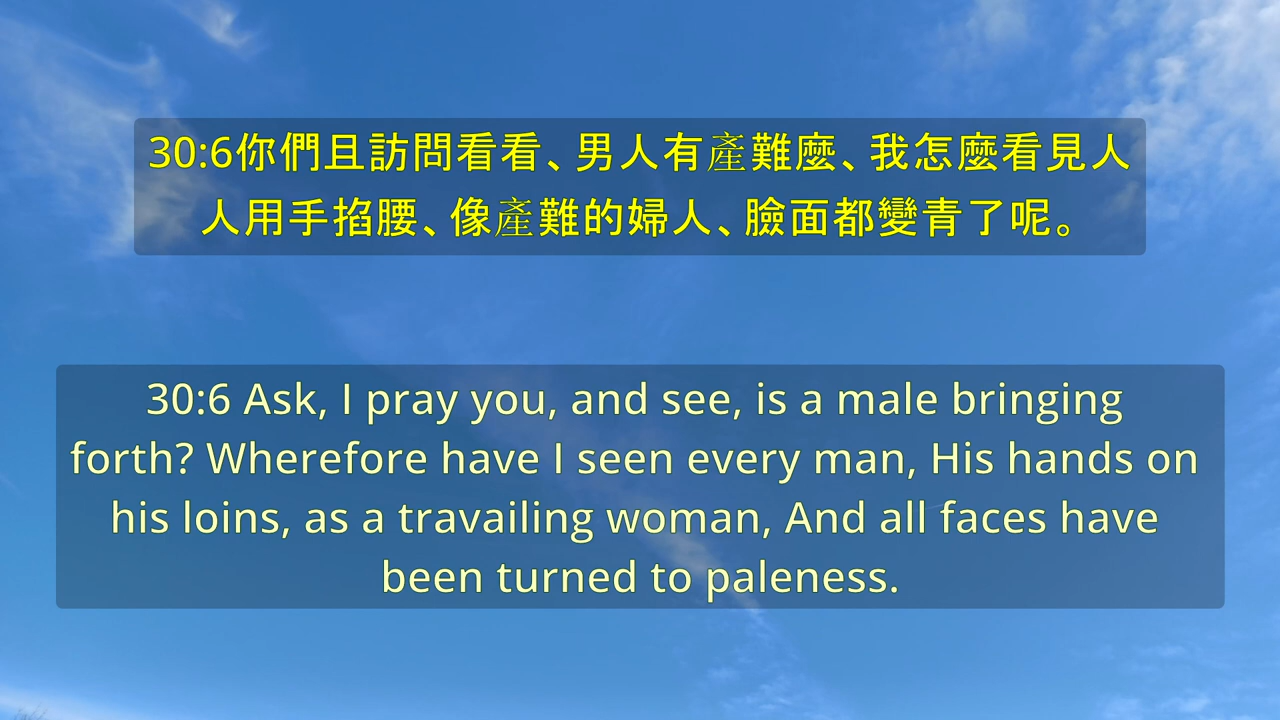 30:6你們且訪問看看、男人有產難麼、我怎麼看見人
人用手掐腰、像產難的婦人、臉面都變青了呢。
30:6 Ask, I pray you, and see, is a male bringing
forth? Wherefore have I seen every man, His hands on
his loins, as a travailing woman, And all faces have
been turned to paleness.